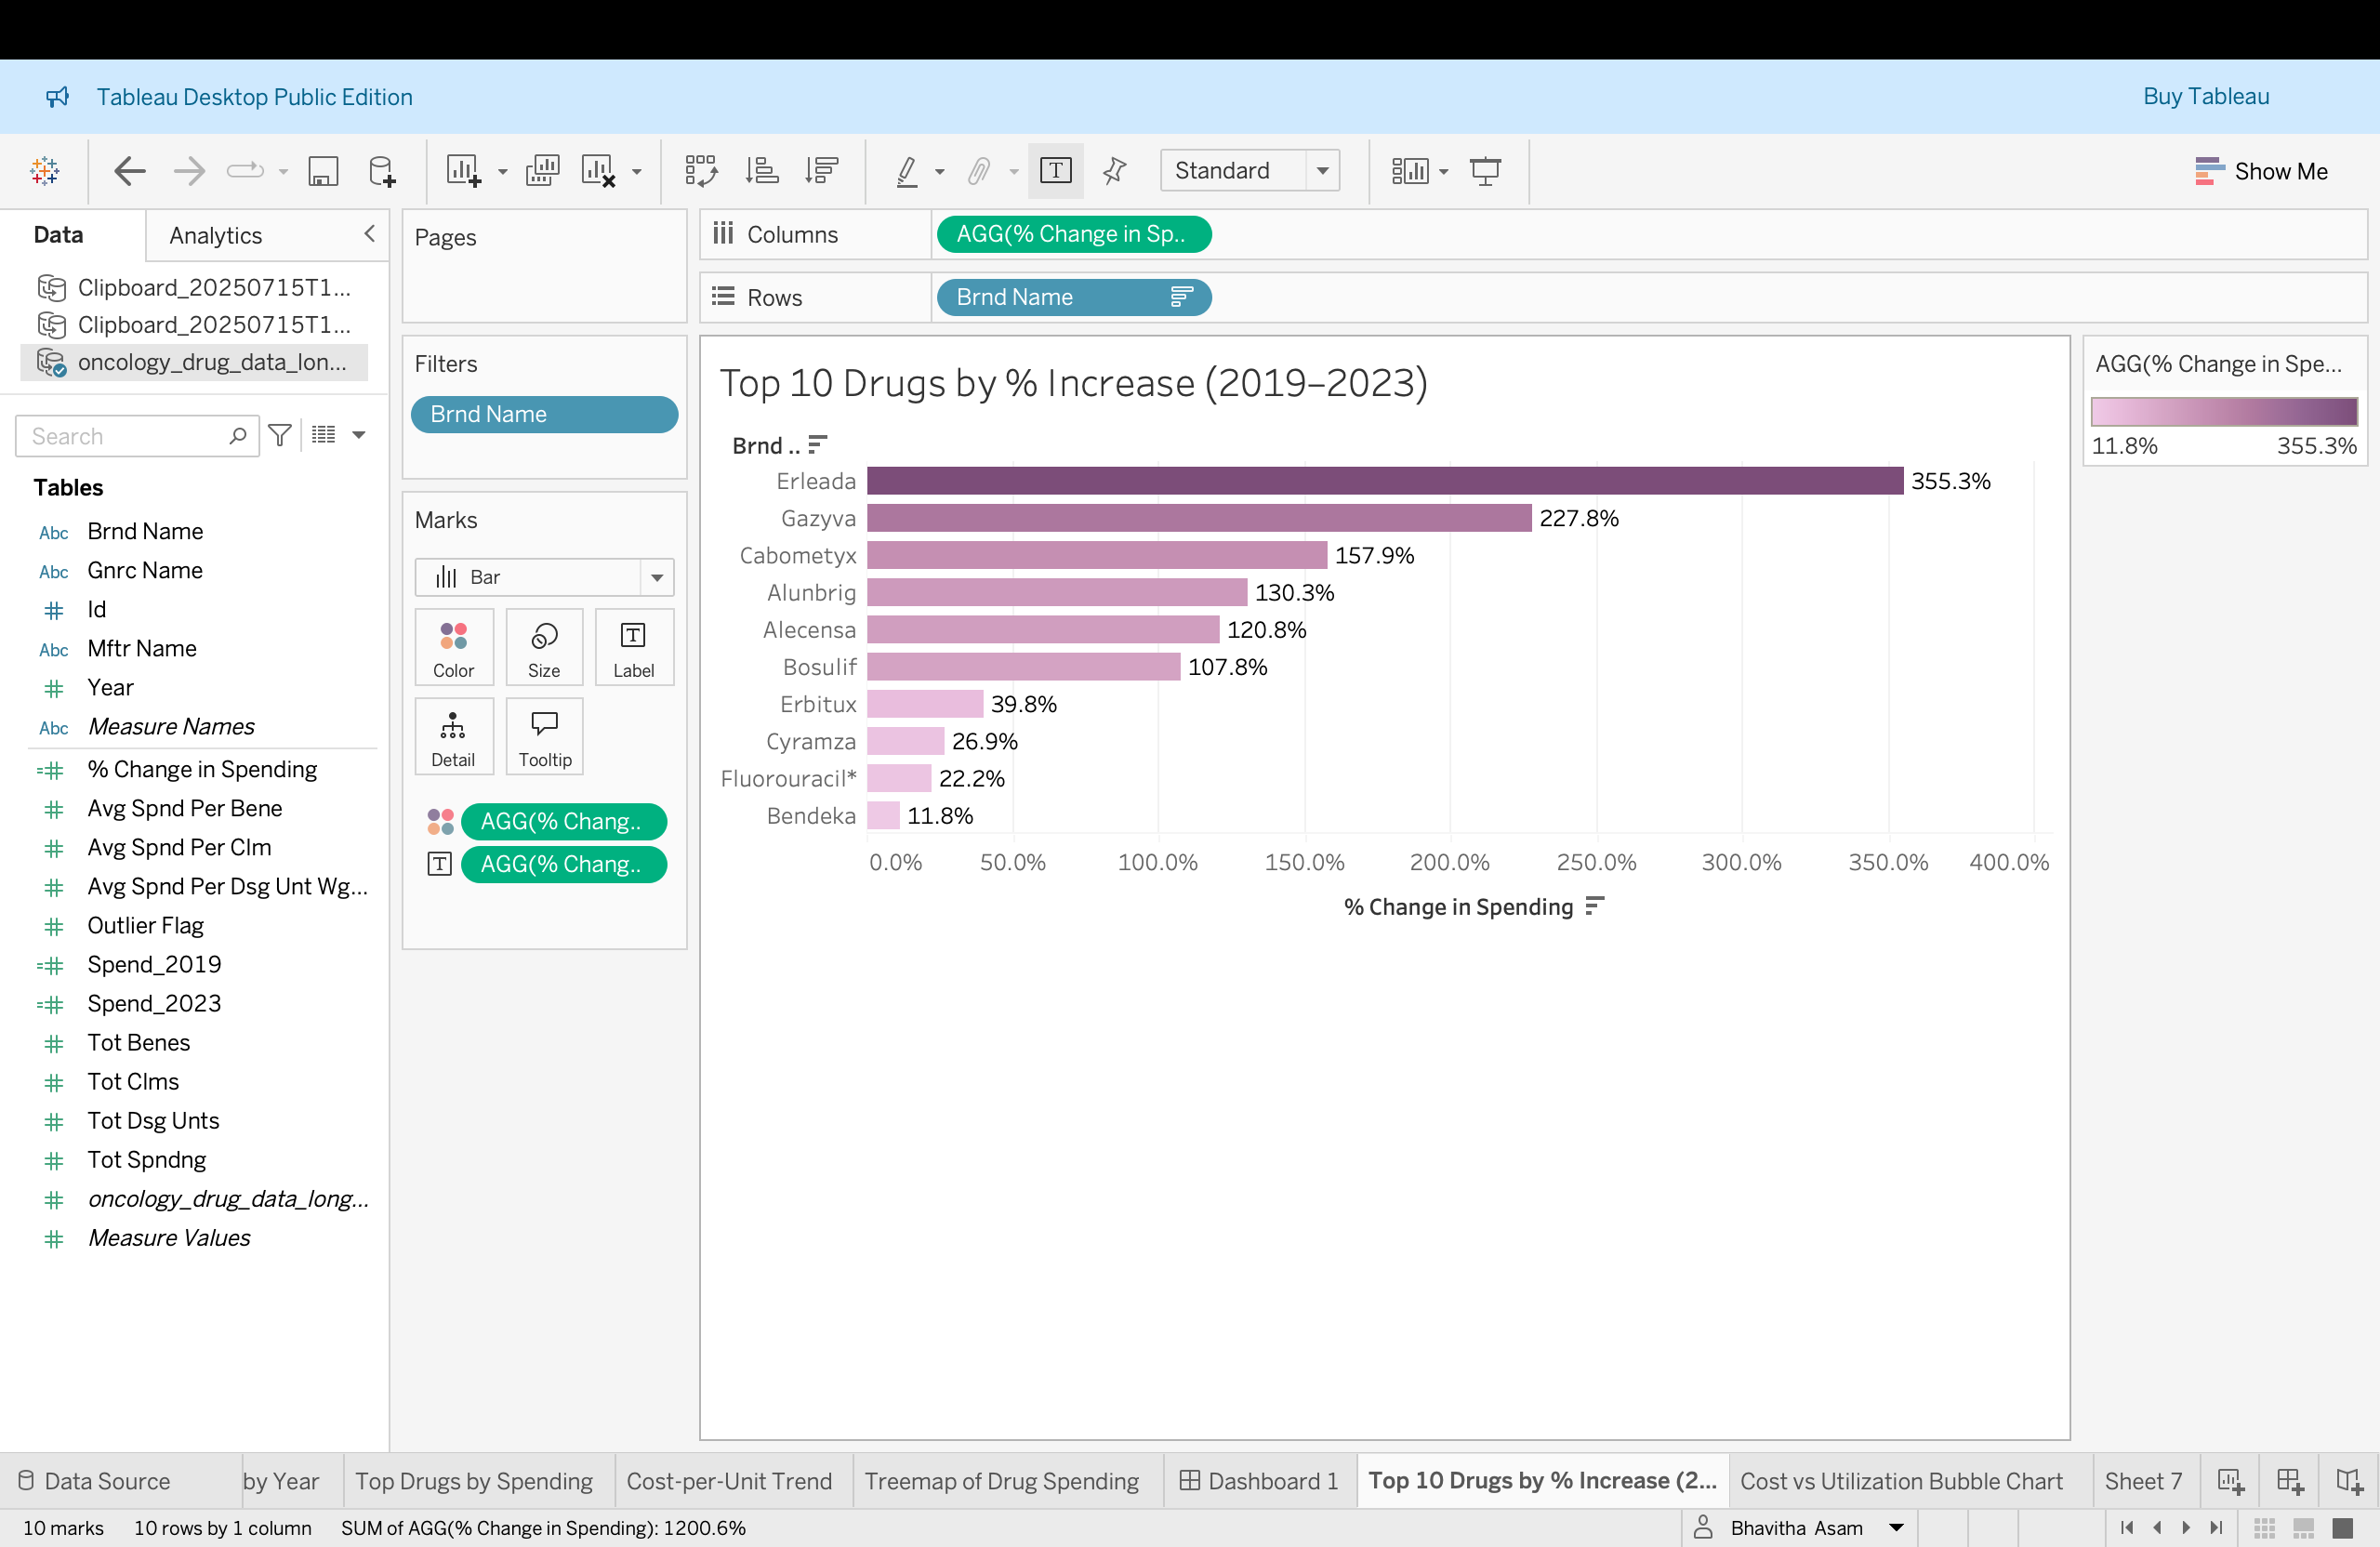 Tableau Desktop Public Edition
Buy Tableau
Standard
Show Me
Data
Analytics
Clipboard_20250715T1...
Clipboard_20250715T1...
oncology_drug_data_lon...
Search
Tables
Abc Brnd Name
Abc Gnrc Name
# Id
Abc Mftr Name
# Year
Abc Measure Names
=# % Change in Spending
# Avg Spnd Per Bene
# Avg Spnd Per Clm
# Avg Spnd Per Dsg Unt Wg...
# Outlier Flag
=# Spend_2019
=# Spend_2023
# Tot Benes
# Tot Clms
# Tot Dsg Unts
# Tot Spndng
# oncology_drug_data_long...
# Measure Values
Pages
Filters
Brnd Name
Marks
Bar
Color
Size
T
Label
Detail
Tooltip
AGG(% Chang..
T AGG(% Chang..
Columns
AGG(% Change in Sp..
Rows
Brnd Name
Top 10 Drugs by % Increase (2019–2023)
Brnd ..
Erleada 355.3%
Gazyva 227.8%
Cabometyx 157.9%
Alunbrig 130.3%
Alecensa 120.8%
Bosulif 107.8%
Erbitux 39.8%
Cyramza 26.9%
Fluorouracil* 22.2%
Bendeka 11.8%
0.0% 50.0% 100.0% 150.0% 200.0% 250.0% 300.0% 350.0% 400.0%
% Change in Spending
AGG(% Change in Spe...
11.8% 355.3%
Data Source
by Year
Top Drugs by Spending
Cost-per-Unit Trend
Treemap of Drug Spending
Dashboard 1
Top 10 Drugs by % Increase (2...
Cost vs Utilization Bubble Chart
Sheet 7
10 marks
10 rows by 1 column
SUM of AGG(% Change in Spending): 1200.6%
Bhavitha Asam